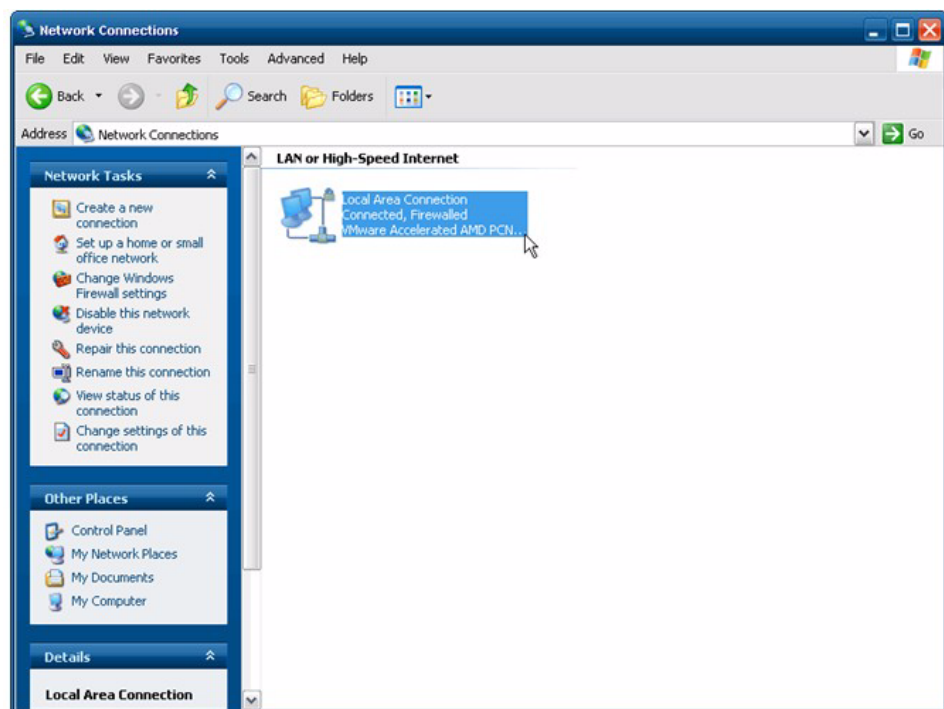 Network Connections
File Edit View Favorites Tools Advanced Help
Back Search Folders
Address Network Connections Go
Network Tasks
Create a new
connection
Set up a home or small
office network
Change Windows
Firewall settings
Disable this network
device
Repair this connection
Rename this connection
View status of this
connection
Change settings of this
connection
Other Places
Control Panel
My Network Places
My Documents
My Computer
Details
Local Area Connection
LAN or High-Speed Internet
Local Area Connection
Connected, Firewalled
VMware Accelerated AMD PCN...